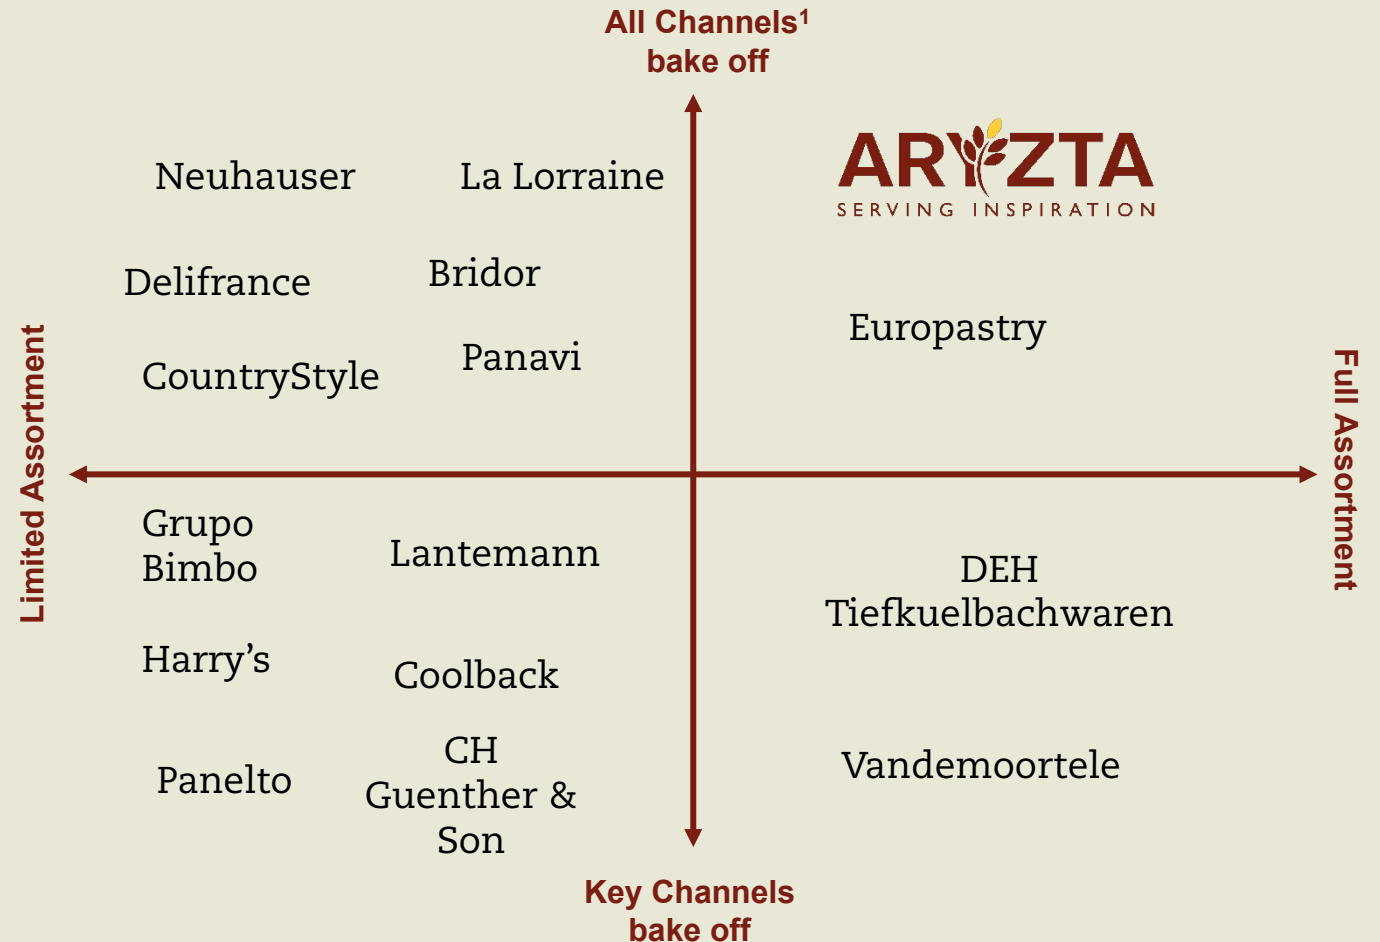 All Channels¹
bake off
ARYZTA
SERVING INSPIRATION
Neuhauser
La Lorraine
Delifrance
Bridor
Europastry
CountryStyle
Panavi
Limited Assortment
Full Assortment
Grupo
Bimbo
Lantemann
DEH
Tiefkuelbachwaren
Harry’s
Coolback
Panelto
CH
Guenther &
Son
Vandemoortele
Key Channels
bake off